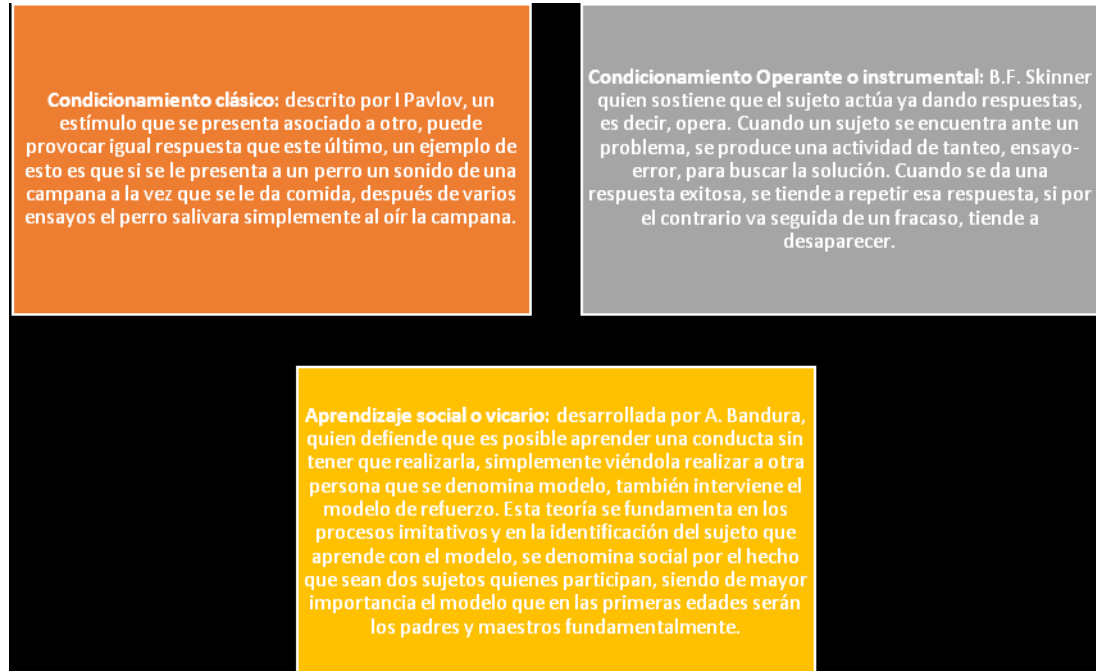 Condicionamiento clásico: descrito por I Pavlov, un
estímulo que se presenta asociado a otro, puede
provocar igual respuesta que este último, un ejemplo de
esto es que si se le presenta a un perro un sonido de una
campana a la vez que se le da comida, después de varios
ensayos el perro salivara simplemente al oír la campana.
Condicionamiento Operante o instrumental: B.F. Skinner
quien sostiene que el sujeto actúa ya dando respuestas,
es decir, opera. Cuando un sujeto se encuentra ante un
problema, se produce una actividad de tanteo, ensayo-
error, para buscar la solución. Cuando se da una
respuesta exitosa, se tiende a repetir esa respuesta, si por
el contrario va seguida de un fracaso, tiende a
desaparecer.
Aprendizaje social o vicario: desarrollada por A. Bandura,
quien defiende que es posible aprender una conducta sin
tener que realizarla, simplemente viéndola realizar a otra
persona que se denomina modelo, también interviene el
modelo de refuerzo. Esta teoría se fundamenta en los
procesos imitativos y en la identificación del sujeto que
aprende con el modelo, se denomina social por el hecho
que sean dos sujetos quienes participan, siendo de mayor
importancia el modelo que en las primeras edades serán
los padres y maestros fundamentalmente.